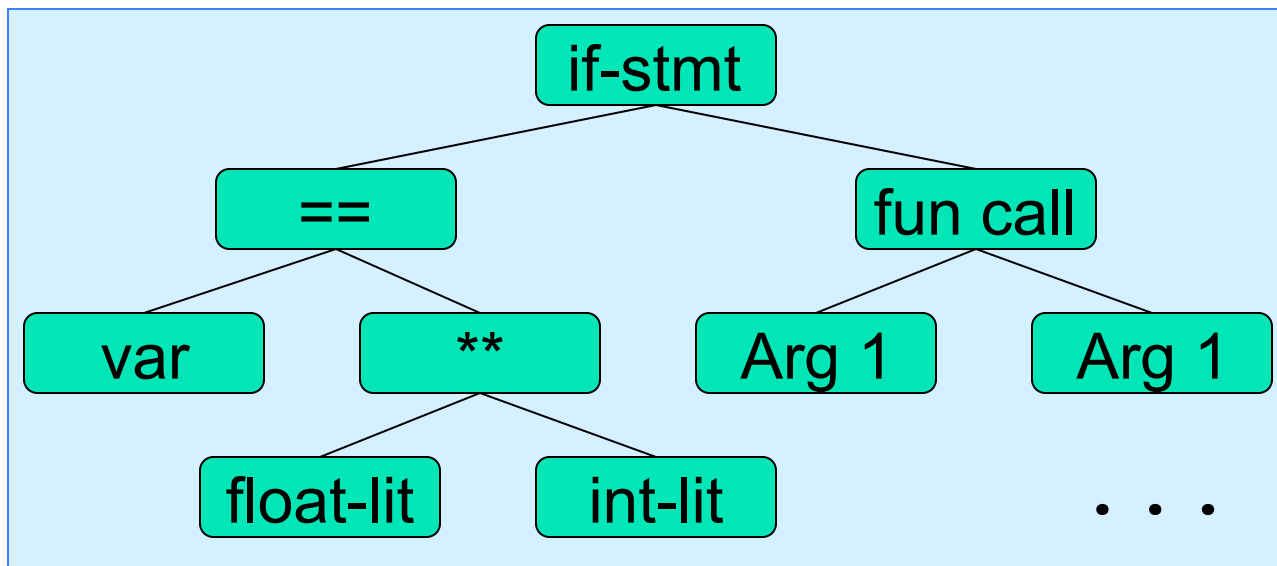 if-stmt
==
fun call
var
**
Arg 1
Arg 1
float-lit
int-lit
. . .